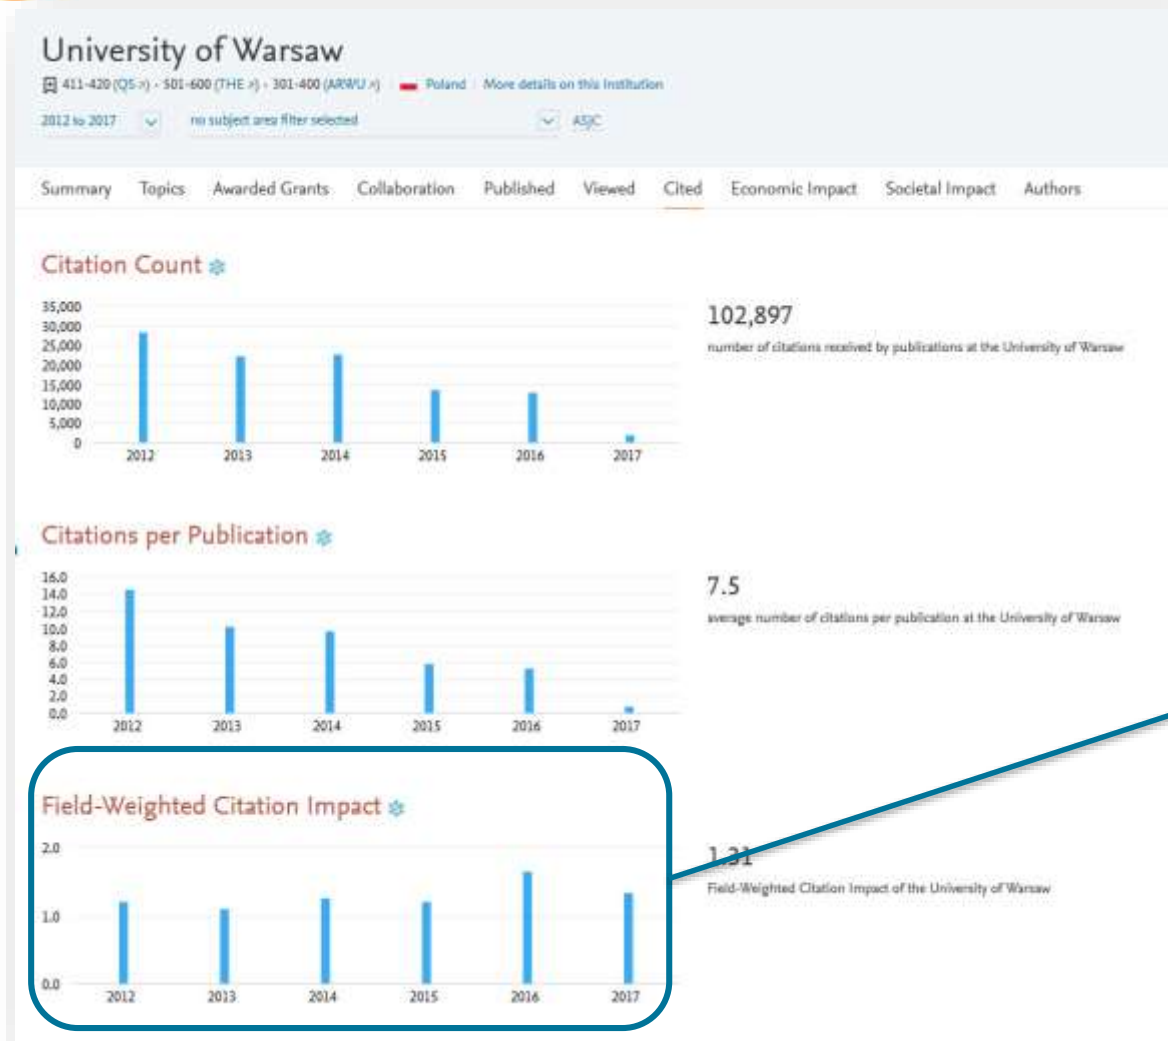 University of Warsaw
411-420 (QS ↗) · 501-600 (THE ↗) · 301-400 (ARWU ↗) Poland More details on this Institution
2012 to 2017 no subject area filter selected ASJC
Summary Topics Awarded Grants Collaboration Published Viewed Cited Economic Impact Societal Impact Authors
Citation Count
35,000
30,000
25,000
20,000
15,000
10,000
5,000
0
2012 2013 2014 2015 2016 2017
102,897
number of citations received by publications at the University of Warsaw
Citations per Publication
16.0
14.0
12.0
10.0
8.0
6.0
4.0
2.0
0.0
2012 2013 2014 2015 2016 2017
7.5
average number of citations per publication at the University of Warsaw
Field-Weighted Citation Impact
2.0
1.0
0.0
2012 2013 2014 2015 2016 2017
1.31
Field-Weighted Citation Impact of the University of Warsaw